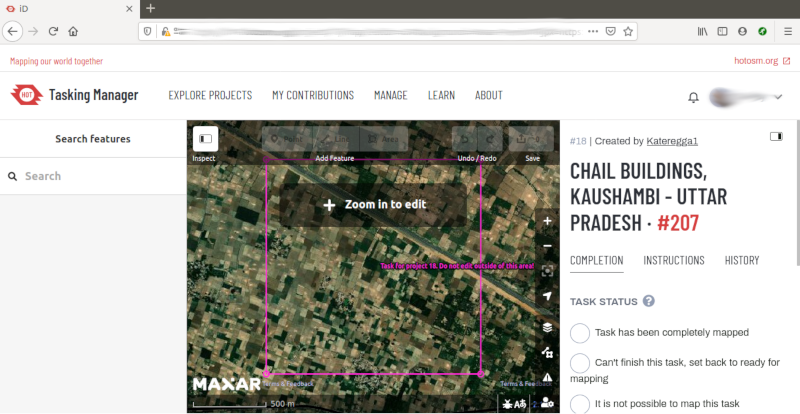 iD
Mapping our world together
hotosm.org
HOT
Tasking Manager
EXPLORE PROJECTS
MY CONTRIBUTIONS
MANAGE
LEARN
ABOUT
Search features
Search
Inspect
Point
Line
Area
Add Feature
Undo / Redo
0
Save
Zoom in to edit
Task for project 18. Do not edit outside of this area!
MAXAR
Terms & Feedback
Terms & Feedback
500 m
#18 | Created by Kateregga1
CHAIL BUILDINGS,
KAUSHAMBI - UTTAR
PRADESH · #207
COMPLETION
INSTRUCTIONS
HISTORY
TASK STATUS ?
Task has been completely mapped
Can't finish this task, set back to ready for
mapping
It is not possible to map this task